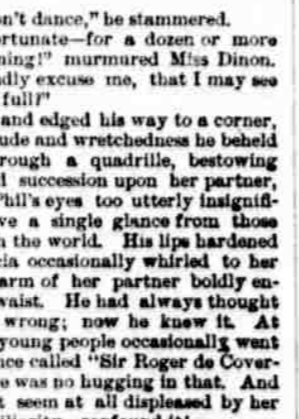 n't dance," he stammered.
ortunate—for a dozen or more
ning!" murmured Miss Dinon.
dly excuse me, that I may see
full?"
and edged his way to a corner,
ude and wretchedness he beheld
rough a quadrille, bestowing
l succession upon her partner,
Phil's eyes too utterly insignifi-
ve a single glance from those
n the world. His lips hardened
cia occasionally whirled to her
arm of her partner boldly en-
waist. He had always thought
wrong; now he knew it. At
young people occasionally went
nce called "Sir Roger de Cover-
e was no hugging in that. And
t seem at all displeased by her